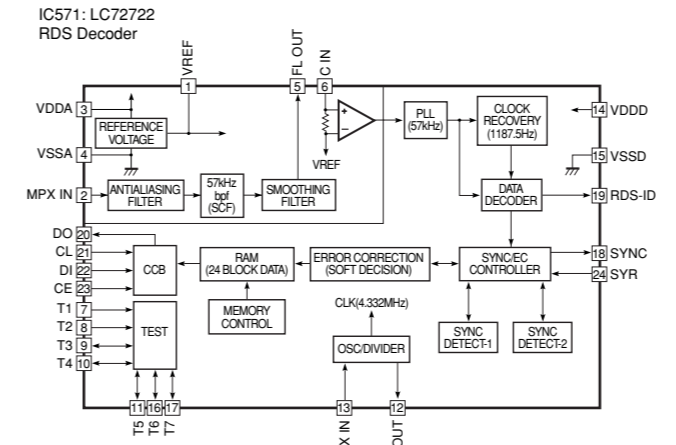 IC571: LC72722
RDS Decoder
VREF
FL OUT
C IN
1
5
6
VDDA 3
REFERENCE
VOLTAGE
VSSA 4
+
−
VREF
PLL
(57kHz)
CLOCK
RECOVERY
(1187.5Hz)
14 VDDD
15 VSSD
MPX IN 2
ANTIALIASING
FILTER
57kHz
bpf
(SCF)
SMOOTHING
FILTER
DATA
DECODER
19 RDS-ID
DO 20
CL 21
DI 22
CE 23
CCB
RAM
(24 BLOCK DATA)
ERROR CORRECTION
(SOFT DECISION)
SYNC/EC
CONTROLLER
18 SYNC
24 SYR
T1 7
T2 8
T3 9
T4 10
TEST
MEMORY
CONTROL
CLK(4.332MHz)
OSC/DIVIDER
SYNC
DETECT-1
SYNC
DETECT-2
11 16 17
13
12
T5
T6
T7
X IN
OUT